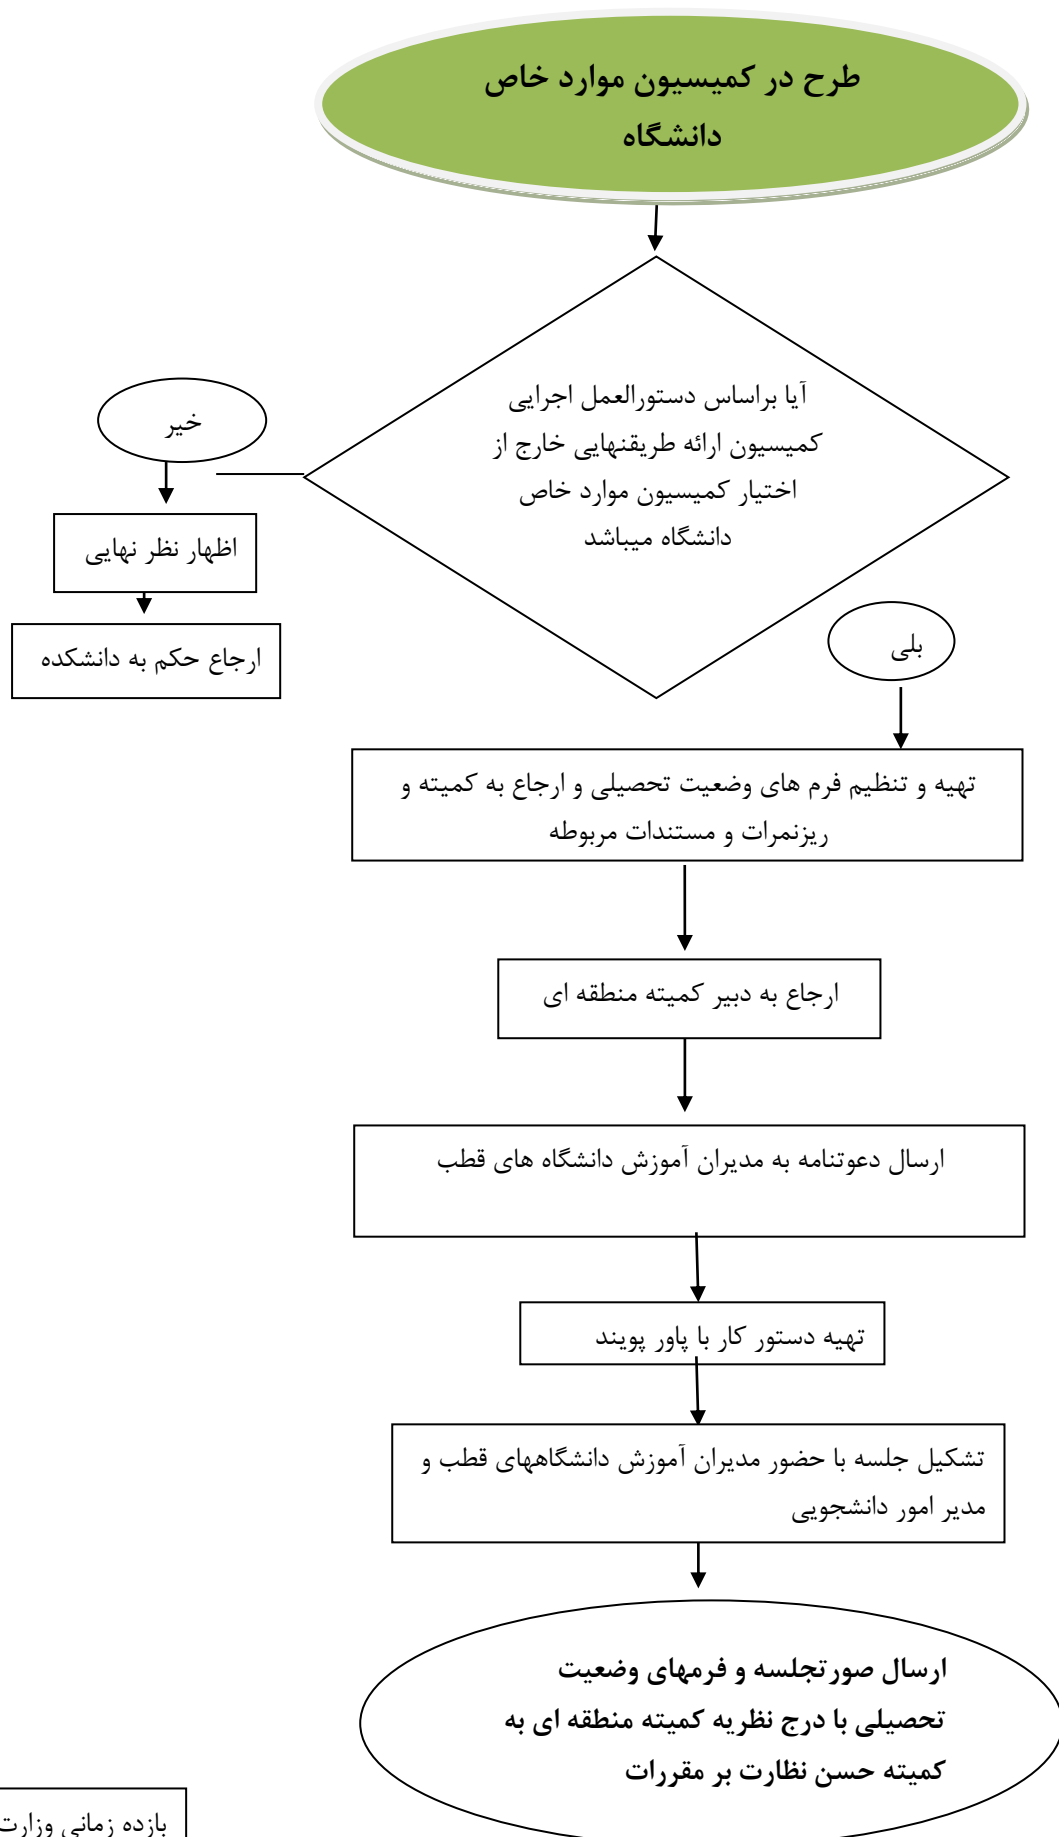 طرح در کمیسیون موارد خاص
دانشگاه
آیا براساس دستورالعمل اجرایی
کمیسیون ارائه طریقنهایی خارج از
اختیار کمیسیون موارد خاص
دانشگاه میباشد
خیر
اظهار نظر نهایی
ارجاع حکم به دانشکده
بلی
تهیه و تنظیم فرم های وضعیت تحصیلی و ارجاع به کمیته و
ریزنمرات و مستندات مربوطه
ارجاع به دبیر کمیته منطقه ای
ارسال دعوتنامه به مدیران آموزش دانشگاه های قطب
تهیه دستور کار با پاور پویند
تشکیل جلسه با حضور مدیران آموزش دانشگاههای قطب و
مدیر امور دانشجویی
ارسال صورتجلسه و فرمهای وضعیت
تحصیلی با درج نظریه کمیته منطقه ای به
کمیته حسن نظارت بر مقررات
بازده زمانی وزارت